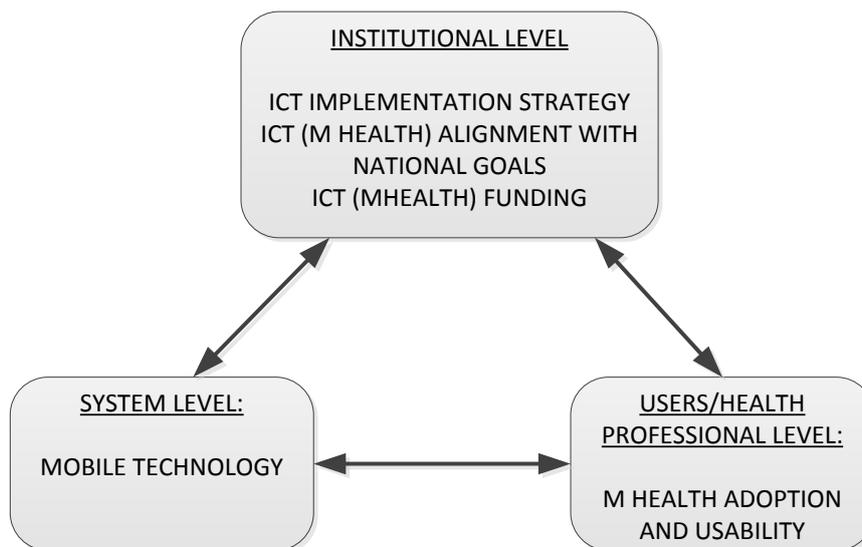 INSTITUTIONAL LEVEL
ICT IMPLEMENTATION STRATEGY
ICT (M HEALTH) ALIGNMENT WITH
NATIONAL GOALS
ICT (MHEALTH) FUNDING
SYSTEM LEVEL:
MOBILE TECHNOLOGY
USERS/HEALTH
PROFESSIONAL LEVEL:
M HEALTH ADOPTION
AND USABILITY